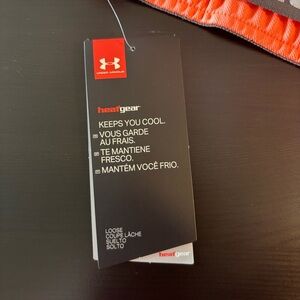 UNDER ARMOUR
heatgear
KEEPS YOU COOL.
VOUS GARDE
AU FRAIS.
TE MANTIENE
FRESCO.
MANTÉM VOCÊ FRIO.
LOOSE
COUPE LÂCHE
SUELTO
SOLTO
heatgear